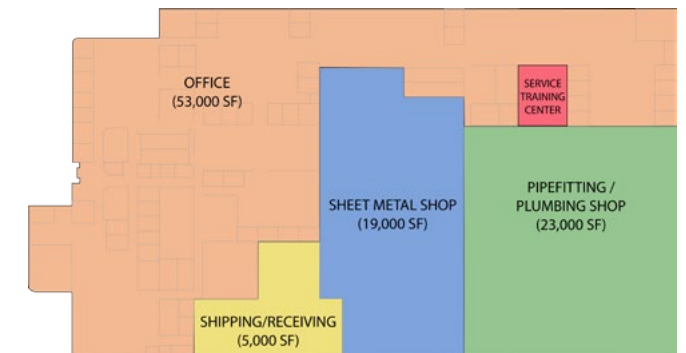 OFFICE
(53,000 SF)
SERVICE
TRAINING
CENTER
SHEET METAL SHOP
(19,000 SF)
PIPEFITTING /
PLUMBING SHOP
(23,000 SF)
SHIPPING/RECEIVING
(5,000 SF)